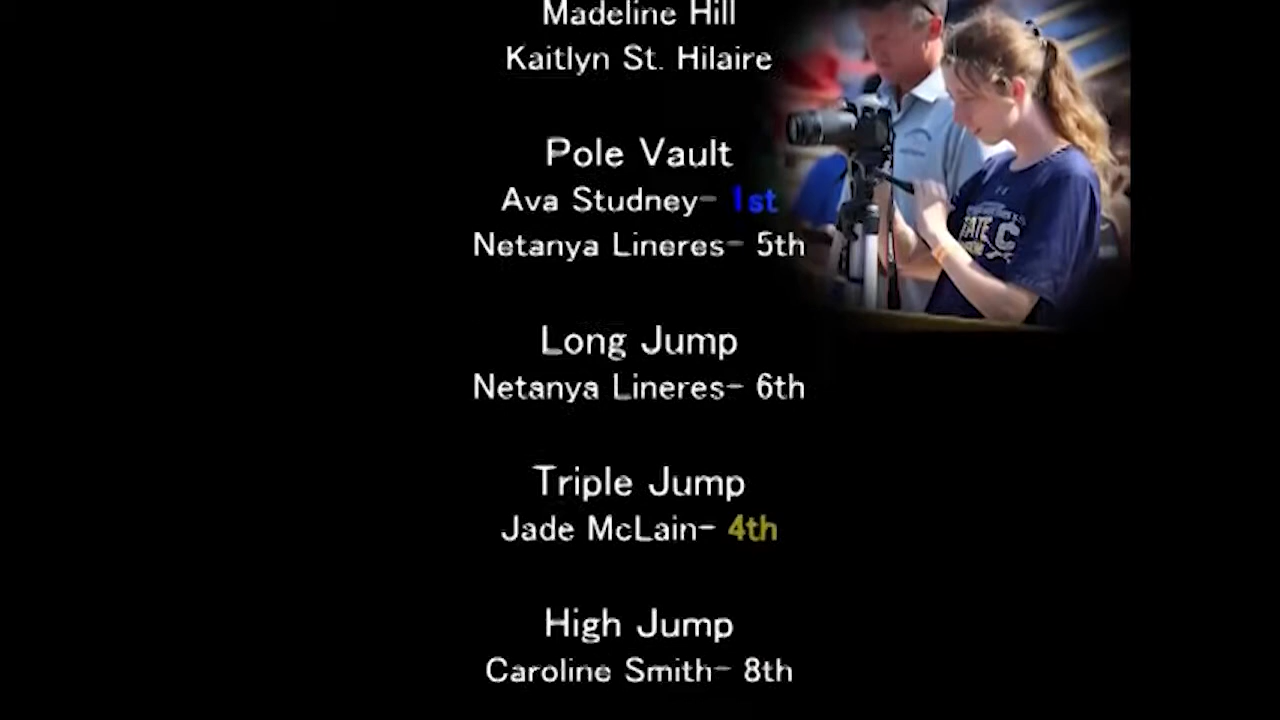 Madeline Hill
Kaitlyn St. Hilaire
Pole Vault
Ava Studney- 1st
Netanya Lineres- 5th
Long Jump
Netanya Lineres- 6th
Triple Jump
Jade McLain- 4th
High Jump
Caroline Smith- 8th
C